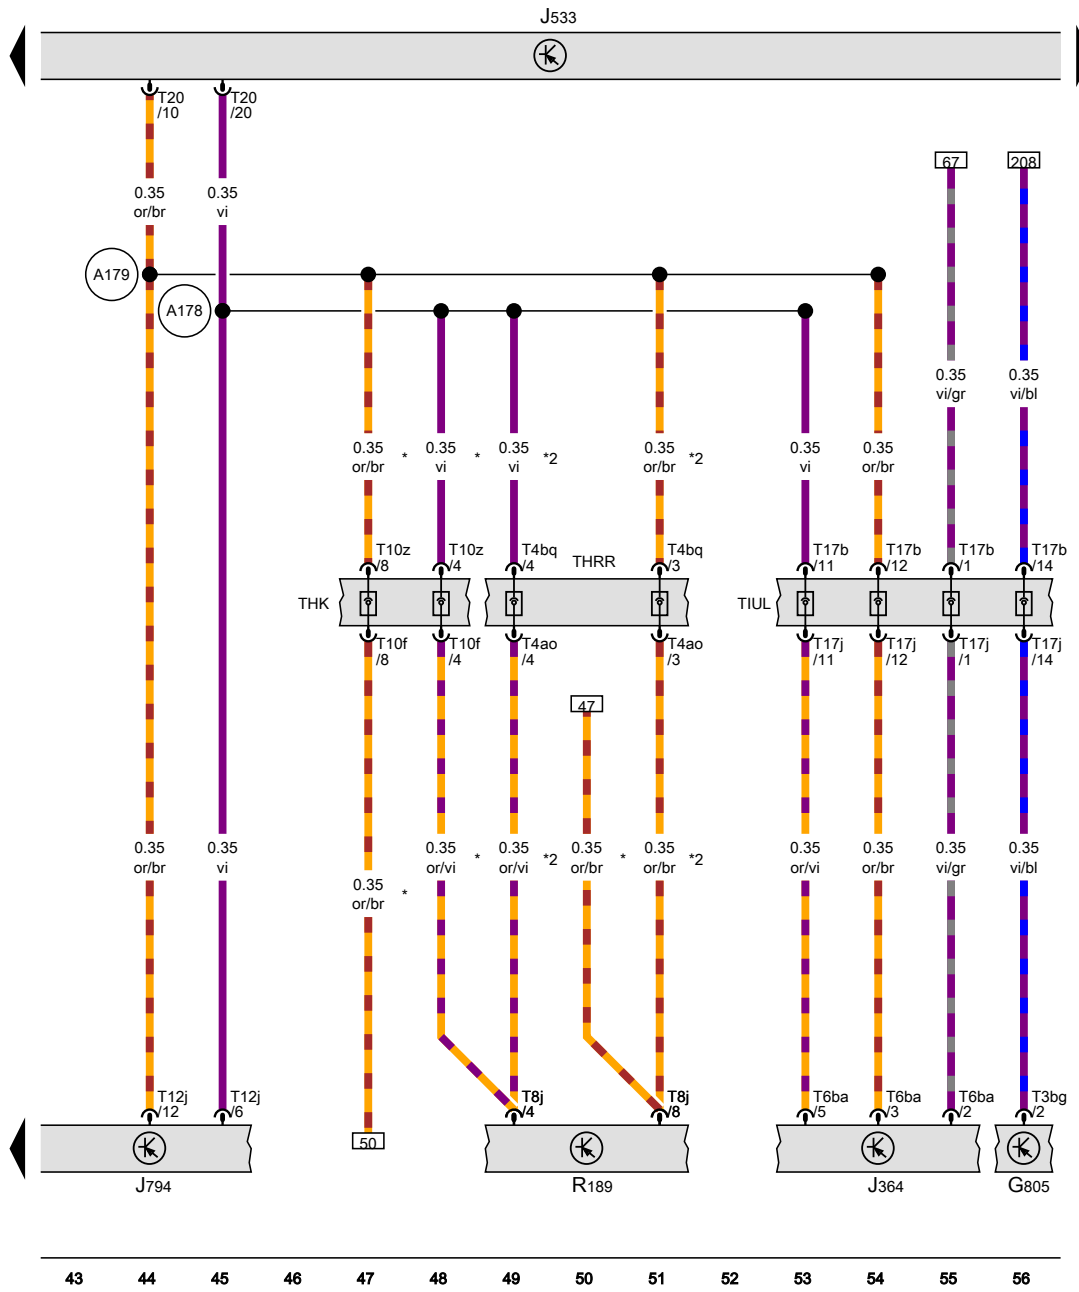 J533
T20 T20
/10 /20
67 208
0.35 0.35
or/br vi
A179
A178
0.35 0.35
vi/gr vi/bl
0.35 * 0.35 * 0.35 *2 0.35 *2 0.35 0.35
or/br vi vi or/br vi or/br
T10z T10z T4bq THRR T4bq T17b T17b T17b T17b
/8 /4 /4 /3 /11 /12 /1 /14
THK TIUL
T10f T10f T4ao T4ao T17j T17j T17j T17j
/8 /4 /4 /3 /11 /12 /1 /14
47
0.35 0.35 0.35 * 0.35 *2 0.35 * 0.35 *2 0.35 0.35 0.35 0.35
or/br vi or/vi or/vi or/br or/br or/vi or/br vi/gr vi/bl
0.35 *
or/br
T12j T12j T8j T8j T6ba T6ba T6ba T3bg
/12 /6 /4 /8 /5 /3 /2 /2
50
J794 R189 J364 G805
43 44 45 46 47 48 49 50 51 52 53 54 55 56